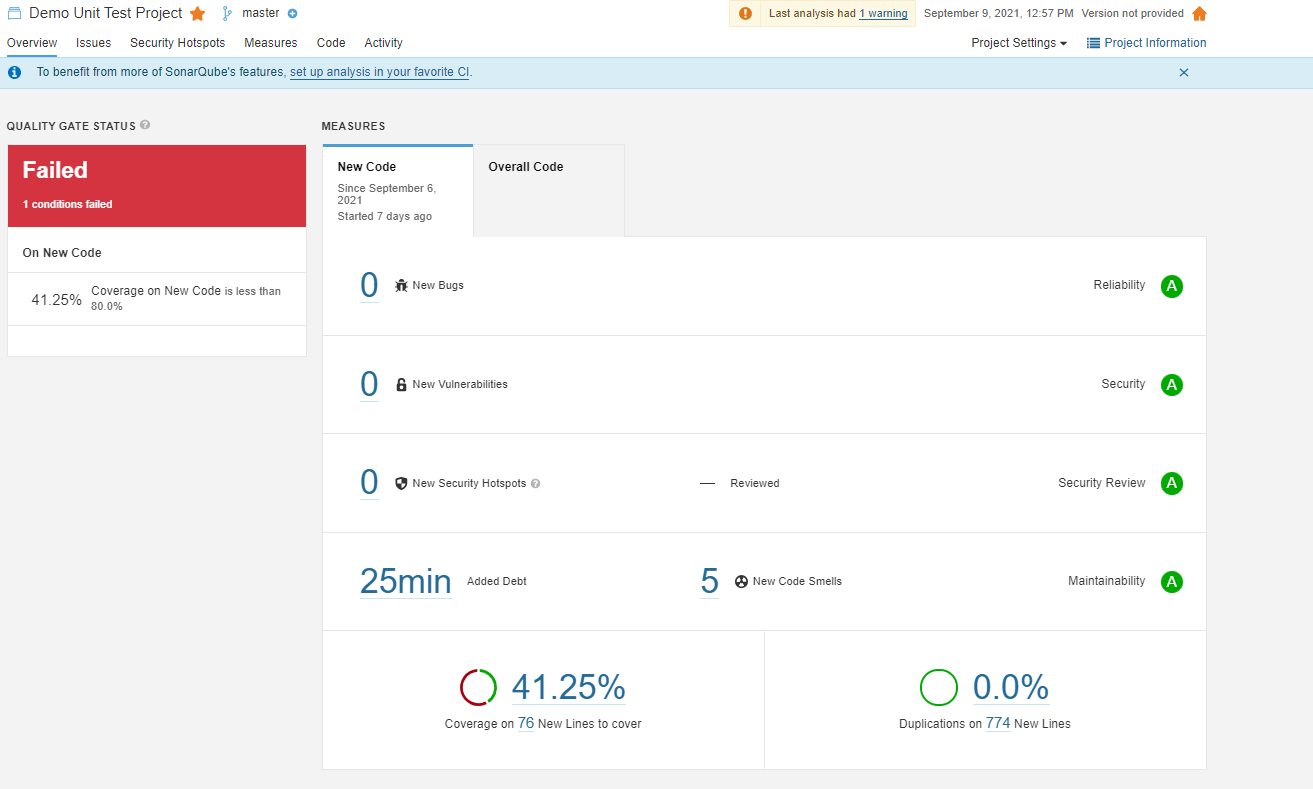 Demo Unit Test Project master
Last analysis had 1 warning September 9, 2021, 12:57 PM Version not provided
Overview Issues Security Hotspots Measures Code Activity
Project Settings Project Information
To benefit from more of SonarQube's features, set up analysis in your favorite CI.
QUALITY GATE STATUS
Failed
1 conditions failed
On New Code
41.25% Coverage on New Code is less than
80.0%
MEASURES
New Code
Since September 6,
2021
Started 7 days ago
Overall Code
0 New Bugs Reliability A
0 New Vulnerabilities Security A
0 New Security Hotspots — Reviewed Security Review A
25min Added Debt 5 New Code Smells Maintainability A
41.25%
Coverage on 76 New Lines to cover
0.0%
Duplications on 774 New Lines